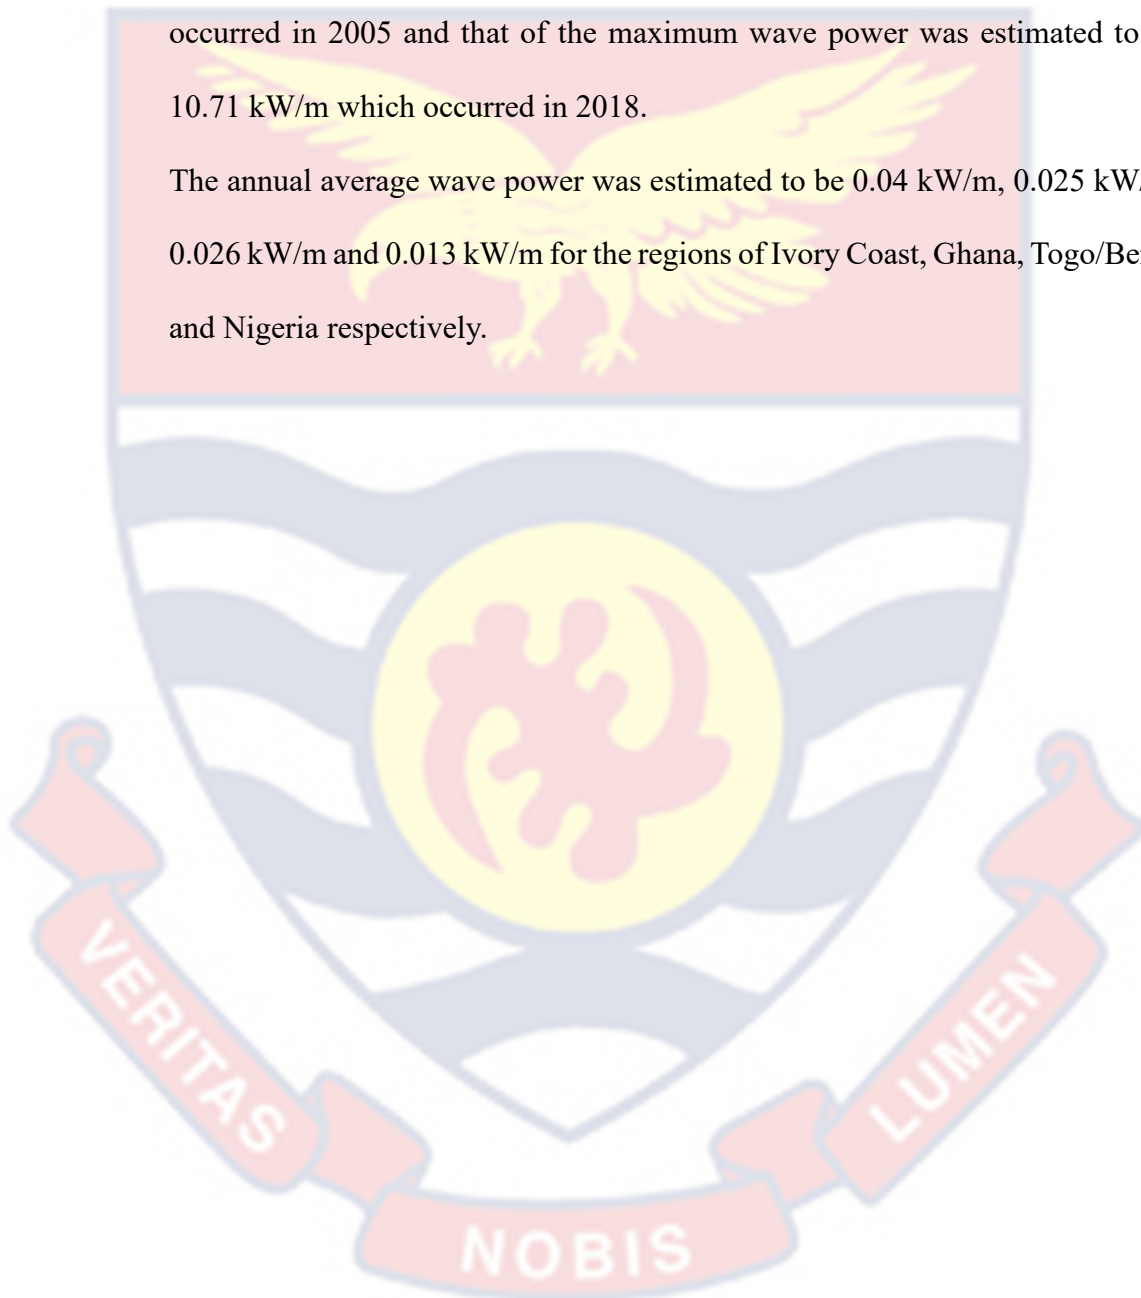 occurred in 2005 and that of the maximum wave power was estimated to
10.71 kW/m which occurred in 2018.
The annual average wave power was estimated to be 0.04 kW/m, 0.025 kW/
0.026 kW/m and 0.013 kW/m for the regions of Ivory Coast, Ghana, Togo/Be
and Nigeria respectively.
VERITAS
NOBIS
LUMEN